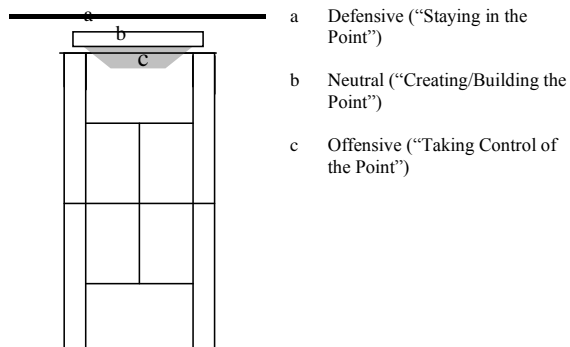 a
b
c
a Defensive (“Staying in the
Point”)
b Neutral (“Creating/Building the
Point”)
c Offensive (“Taking Control of
the Point”)